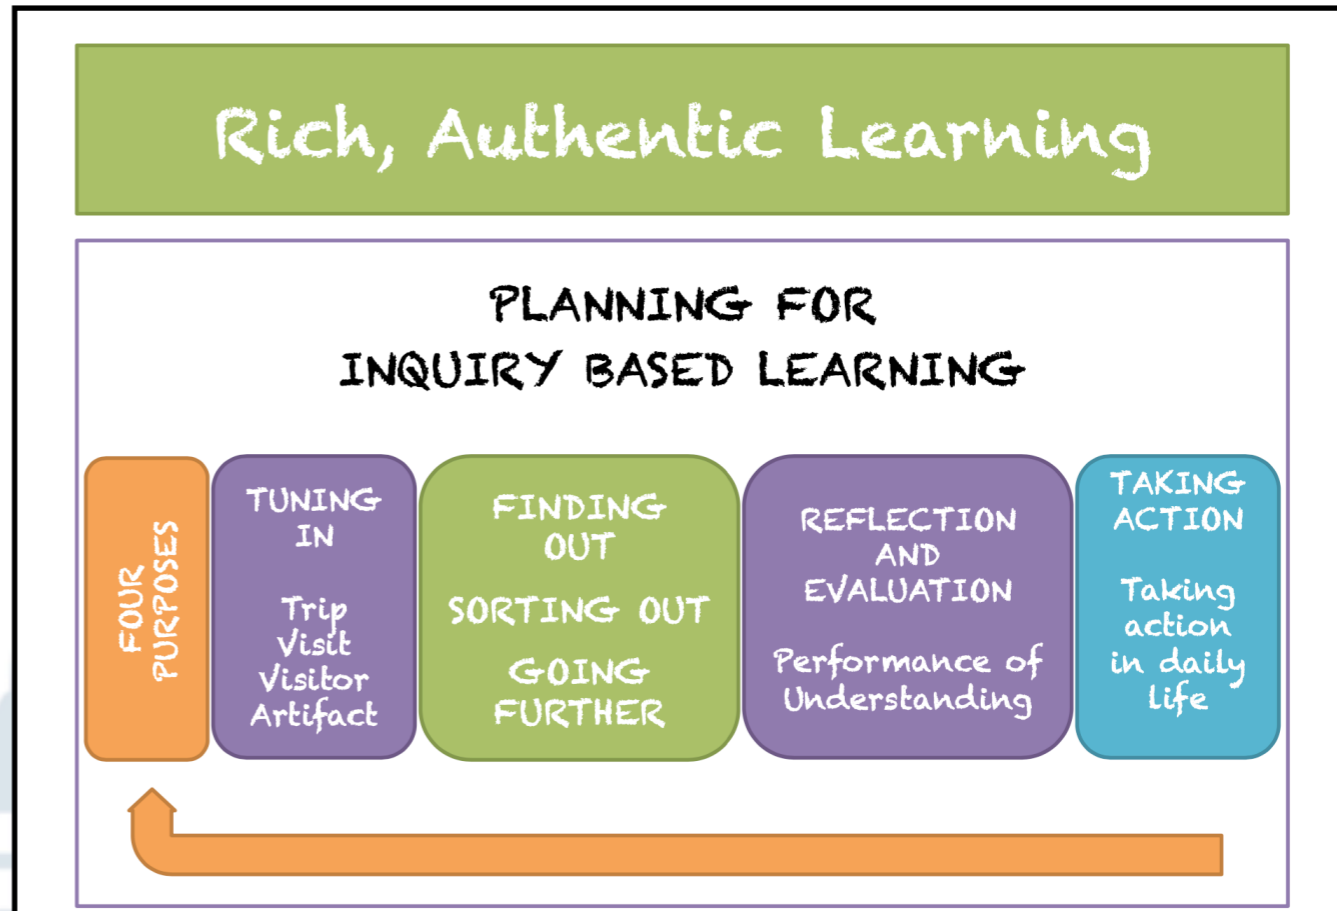 Rich, Authentic Learning
PLANNING FOR
INQUIRY BASED LEARNING
FOUR
PURPOSES
TUNING
IN
Trip
Visit
Visitor
Artifact
FINDING
OUT
SORTING OUT
GOING
FURTHER
REFLECTION
AND
EVALUATION
Performance of
Understanding
TAKING
ACTION
Taking
action
in daily
life